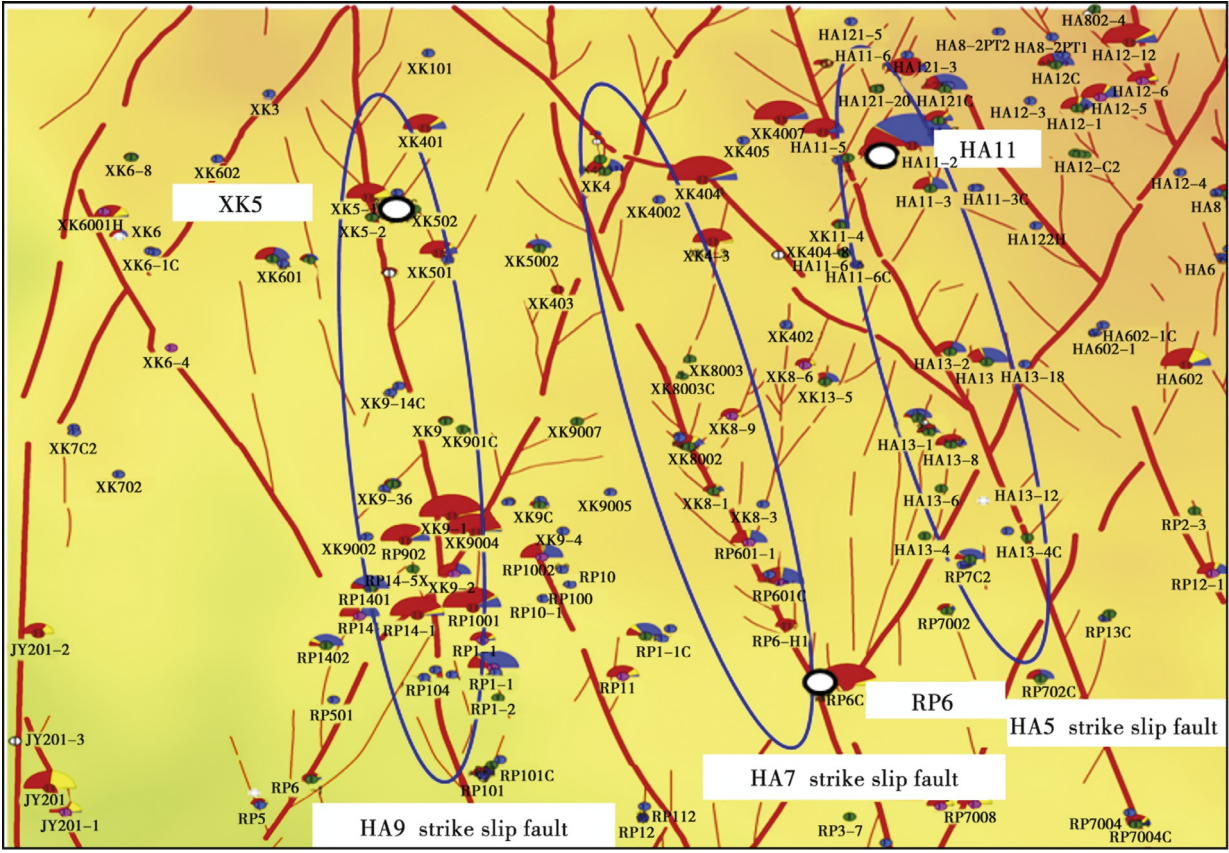 HA802-4
HA121-5
HA8-2PT2
HA8-2PT1
HA12-12
HA11-6
HA121-3
HA12C
HA12-6
XK101
XK3
HA121-20
HA121C
HA12-3
HA12-5
HA12-1
XK401
XK4007
XK405
HA11-5
HA11-2
HA11
HA12-C2
XK6-8
XK602
XK4
XK404
HA12-4
HA8
XK5
XK5-1
XK502
XK5-2
XK4002
HA11-3
HA11-3C
XK6001H
XK6
XK11-4
HA122H
XK6-1C
XK601
XK501
XK5002
XK4-3
XK404-8
HA11-6
HA11-6C
HA6
XK403
XK402
HA602-1C
HA602-1
XK6-4
XK8003
XK8003C
XK8-6
XK13-5
HA13-2
HA13
HA13-18
HA602
XK9-14C
XK9
XK901C
XK9007
XK8-9
XK7C2
XK8002
HA13-1
HA13-8
XK702
XK9-36
XK9C
XK9005
XK8-1
XK8-3
HA13-6
HA13-12
RP2-3
XK9-1
XK9004
XK9-4
XK9002
RP902
RP601-1
HA13-4
HA13-4C
RP1002
RP10
RP14-5X
XK9-2
RP7C2
RP12-1
RP1401
RP100
RP10-1
RP601C
RP14
RP14-1
RP1001
RP7002
RP13C
JY201-2
RP1402
RP1-1
RP1-1C
RP6-H1
RP1-1
RP104
RP11
RP6C
RP6
RP702C
RP501
RP1-2
HA5 strike slip fault
JY201-3
RP101C
RP101
HA7 strike slip fault
JY201
RP6
JY201-1
RP5
HA9 strike slip fault
RP112
RP12
RP3-7
RP7008
RP7004
RP7004C